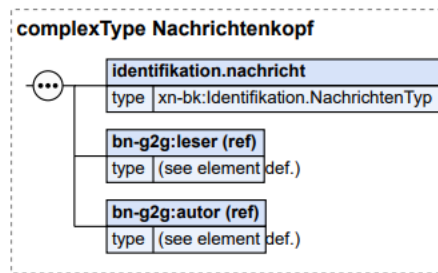 complexType Nachrichtenkopf
identifikation.nachricht
type xn-bk:Identifikation.NachrichtenTyp
bn-g2g:leser (ref)
type (see element def.)
bn-g2g:autor (ref)
type (see element def.)